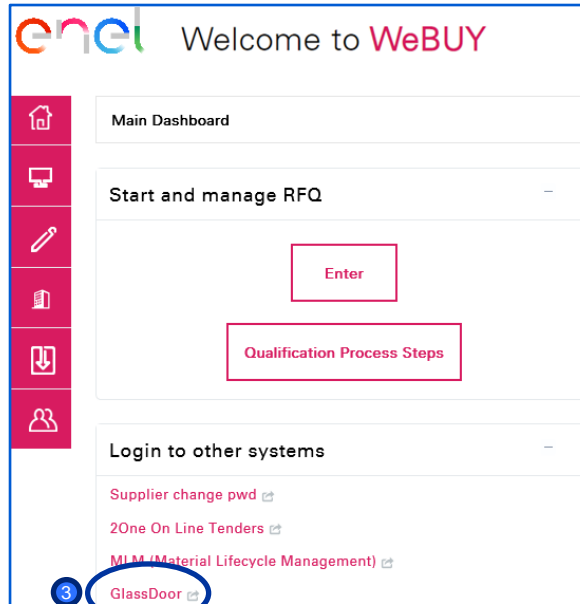 enel Welcome to WeBUY
Main Dashboard
Start and manage RFQ
Enter
Qualification Process Steps
Login to other systems
Supplier change pwd
2One On Line Tenders
MLM (Material Lifecycle Management)
3 GlassDoor